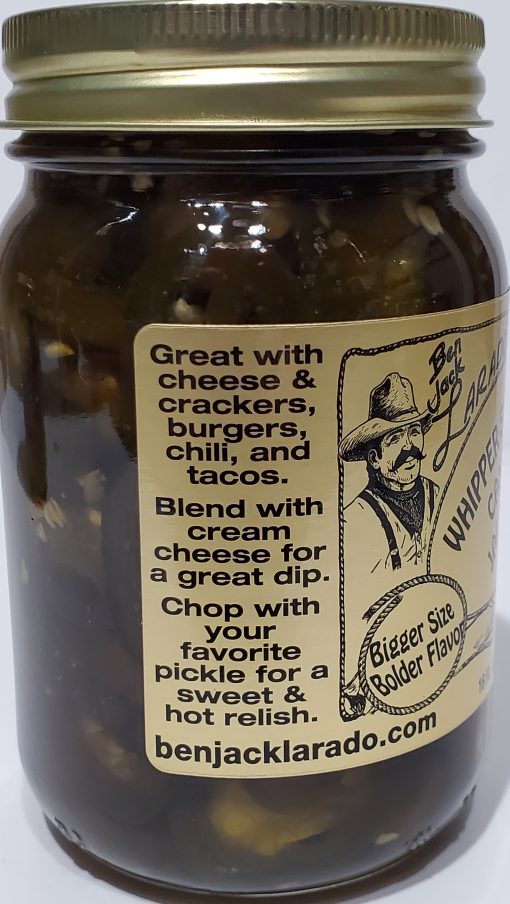 Great with
cheese &
crackers,
burgers,
chili, and
tacos.
Blend with
cream
cheese for
a great dip.
Chop with
your
favorite
pickle for a
sweet &
hot relish.
benjacklarado.com
Ben
Jack
WHIPPER
Bigger Size
Bolder Flavor